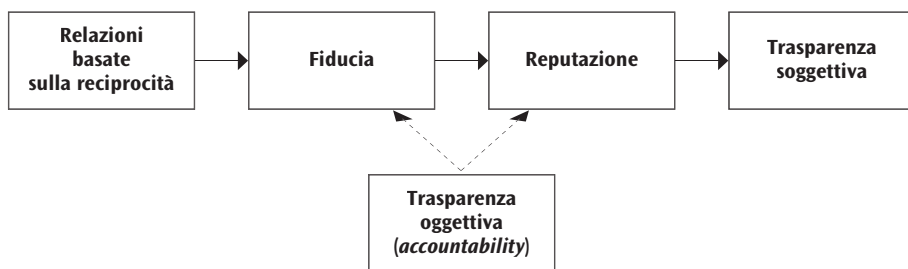 Relazioni
basate
sulla reciprocità
Fiducia
Reputazione
Trasparenza
soggettiva
Trasparenza
oggettiva
(accountability)